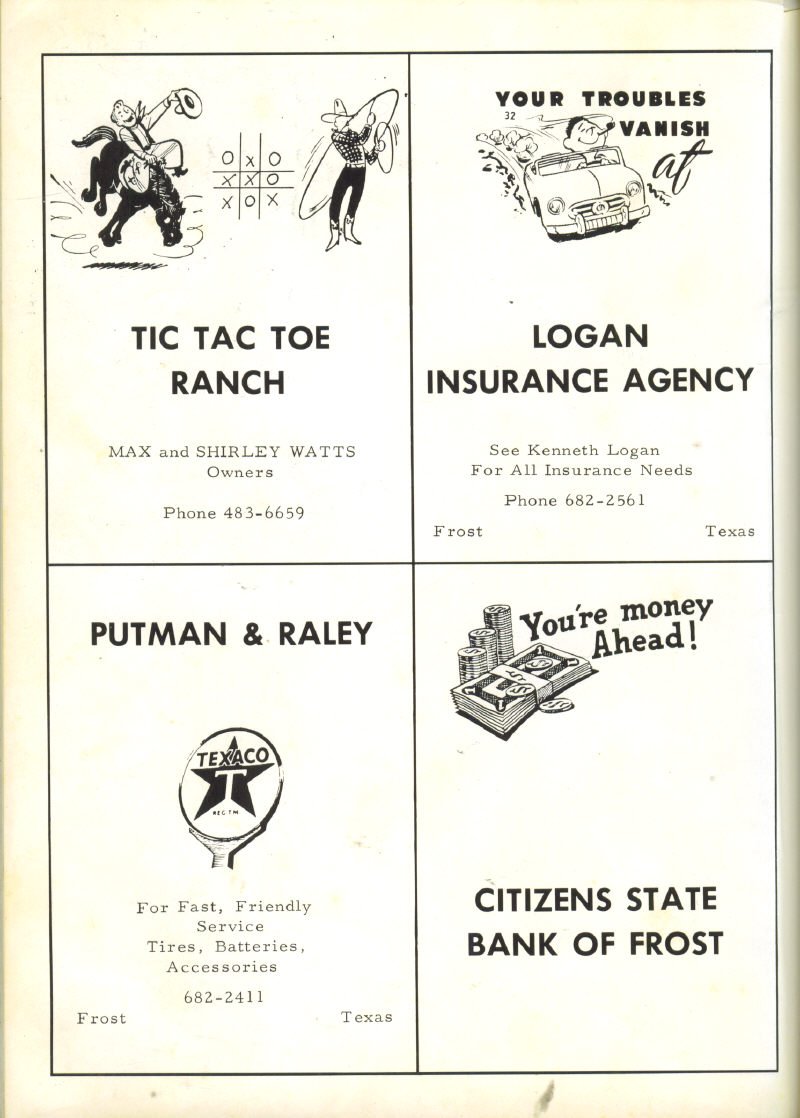 O X O
X X O
X O X
TIC TAC TOE
RANCH
MAX and SHIRLEY WATTS
Owners
Phone 483-6659
YOUR TROUBLES
32
VANISH
at
LOGAN
INSURANCE AGENCY
See Kenneth Logan
For All Insurance Needs
Phone 682-2561
Frost Texas
PUTMAN & RALEY
TEXACO
T
REG TM
For Fast, Friendly
Service
Tires, Batteries,
Accessories
682-2411
Frost Texas
You're money
Ahead!
CITIZENS STATE
BANK OF FROST